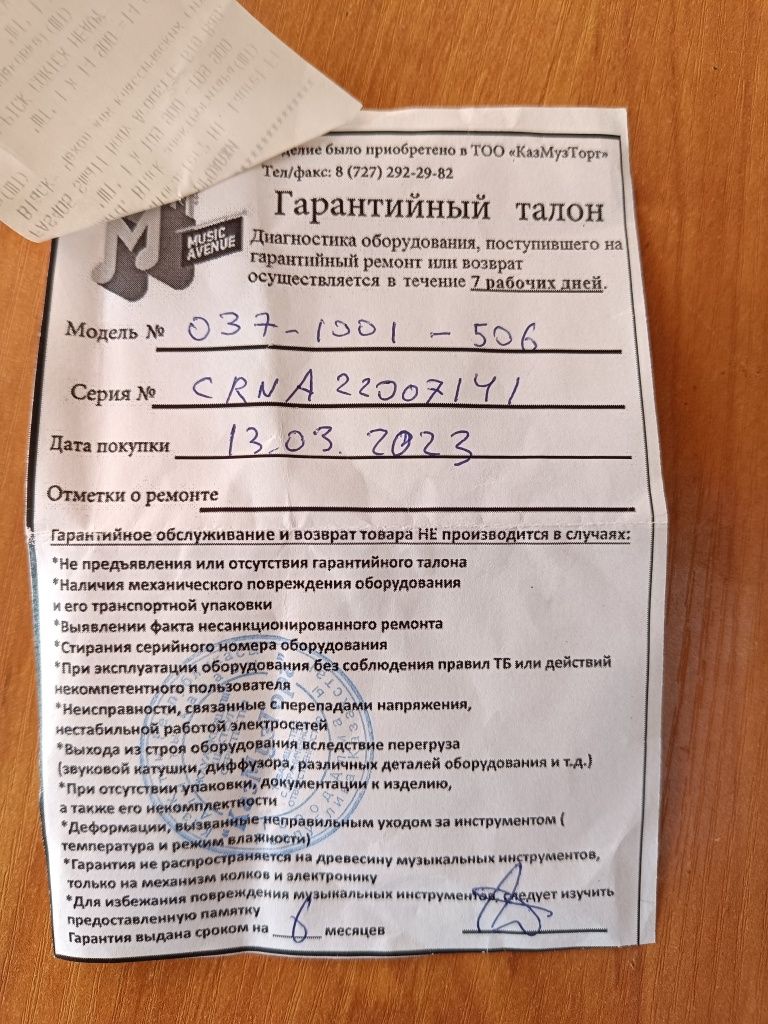 было приобретено в ТОО «КазМузТорг»
Тел/факс: 8 (727) 292-29-82
Гарантийный талон
MUSIC
AVENUE
Диагностика оборудования, поступившего на
гарантийный ремонт или возврат
осуществляется в течение 7 рабочих дней.
Модель № 037-1001-506
Серия № CRNA22007141
Дата покупки 13.03.2023
Отметки о ремонте
Гарантийное обслуживание и возврат товара НЕ производится в случаях:
*Не предъявления или отсутствия гарантийного талона
*Наличия механического повреждения оборудования
и его транспортной упаковки
*Выявлении факта несанкционированного ремонта
*Стирания серийного номера оборудования
*При эксплуатации оборудования без соблюдения правил ТБ или действий
некомпетентного пользователя
*Неисправности, связанные с перепадами напряжения,
нестабильной работой электросетей
*Выхода из строя оборудования вследствие перегруза
(звуковой катушки, диффузора, различных деталей оборудования и т.д.)
*При отсутствии упаковки, документации к изделию,
а также его некомплектности
*Деформации, вызванные неправильным уходом за инструментом (
температура и режим влажности)
*Гарантия не распространяется на древесину музыкальных инструментов,
только на механизм колков и электронику
*Для избежания повреждения музыкальных инструментов, следует изучить
предоставленную памятку
Гарантия выдана сроком на 6 месяцев